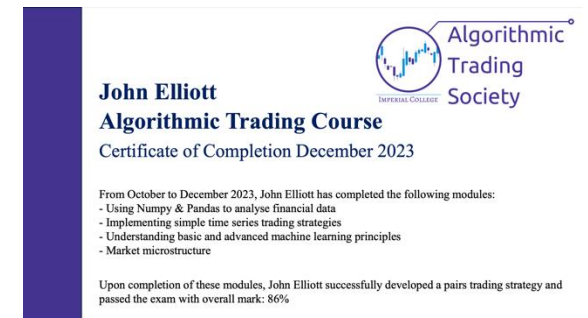 Algorithmic
Trading
Society
IMPERIAL COLLEGE
John Elliott
Algorithmic Trading Course
Certificate of Completion December 2023
From October to December 2023, John Elliott has completed the following modules:
- Using Numpy & Pandas to analyse financial data
- Implementing simple time series trading strategies
- Understanding basic and advanced machine learning principles
- Market microstructure
Upon completion of these modules, John Elliott successfully developed a pairs trading strategy and
passed the exam with overall mark: 86%